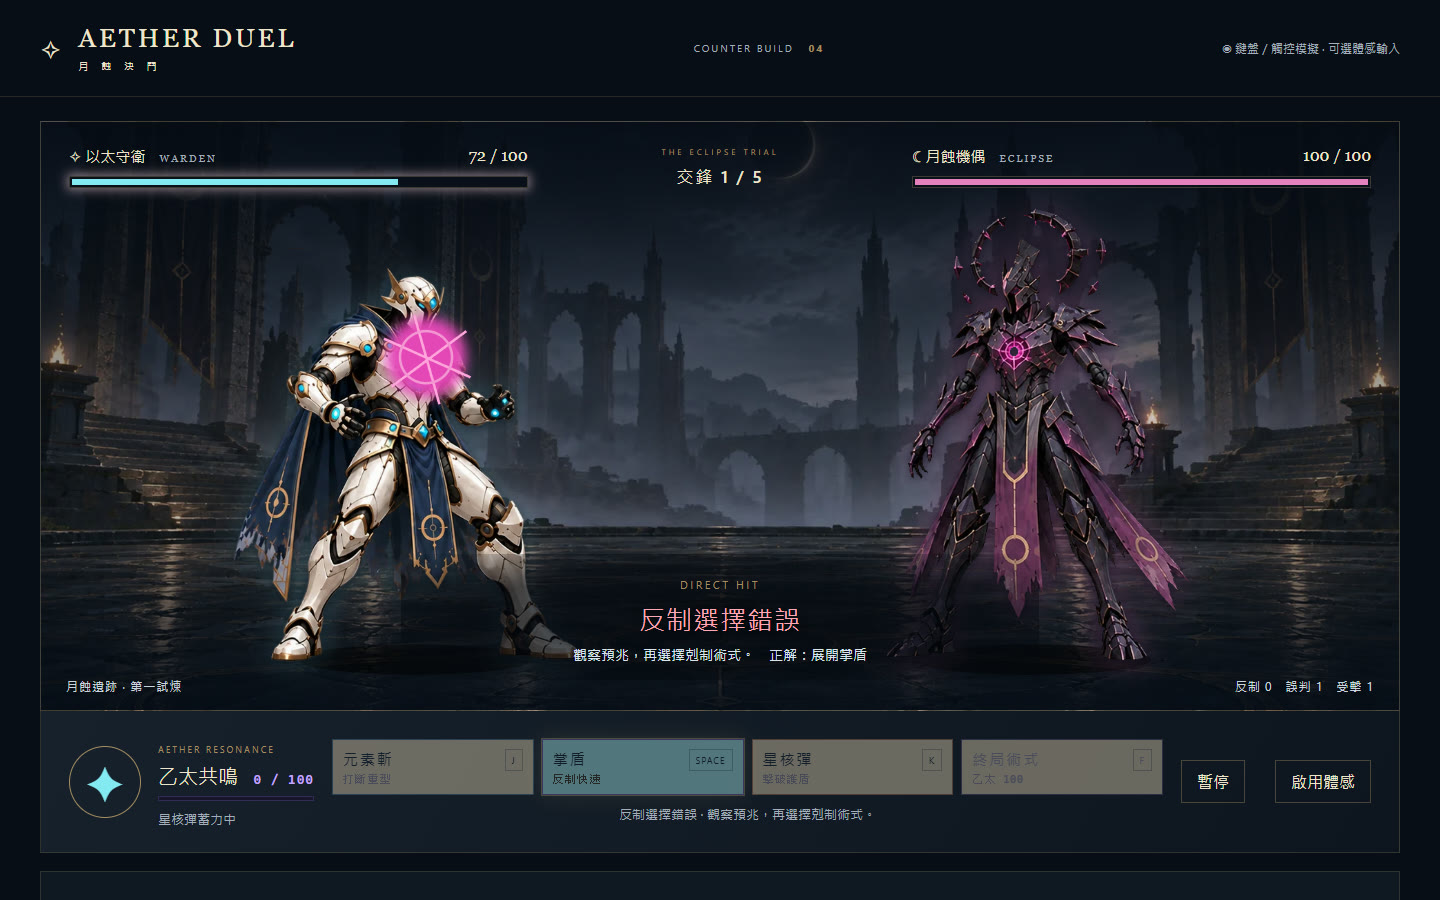 AETHER DUEL
月蝕決鬥
COUNTER BUILD 04
◉ 鍵盤 / 觸控模擬 · 可選體感輸入
✧ 以太守衛 WARDEN 72 / 100
THE ECLIPSE TRIAL
交鋒 1 / 5
☾ 月蝕機偶 ECLIPSE 100 / 100
DIRECT HIT
反制選擇錯誤
觀察預兆，再選擇剋制術式。 正解：展開掌盾
月蝕遺跡 · 第一試煉
反制 0 誤判 1 受擊 1
AETHER RESONANCE
乙太共鳴 0 / 100
星核彈蓄力中
元素斬 J
打斷重型
掌盾 SPACE
反制快速
星核彈 K
擊破護盾
終局術式 F
乙太 100
暫停
啟用體感
反制選擇錯誤 · 觀察預兆，再選擇剋制術式。